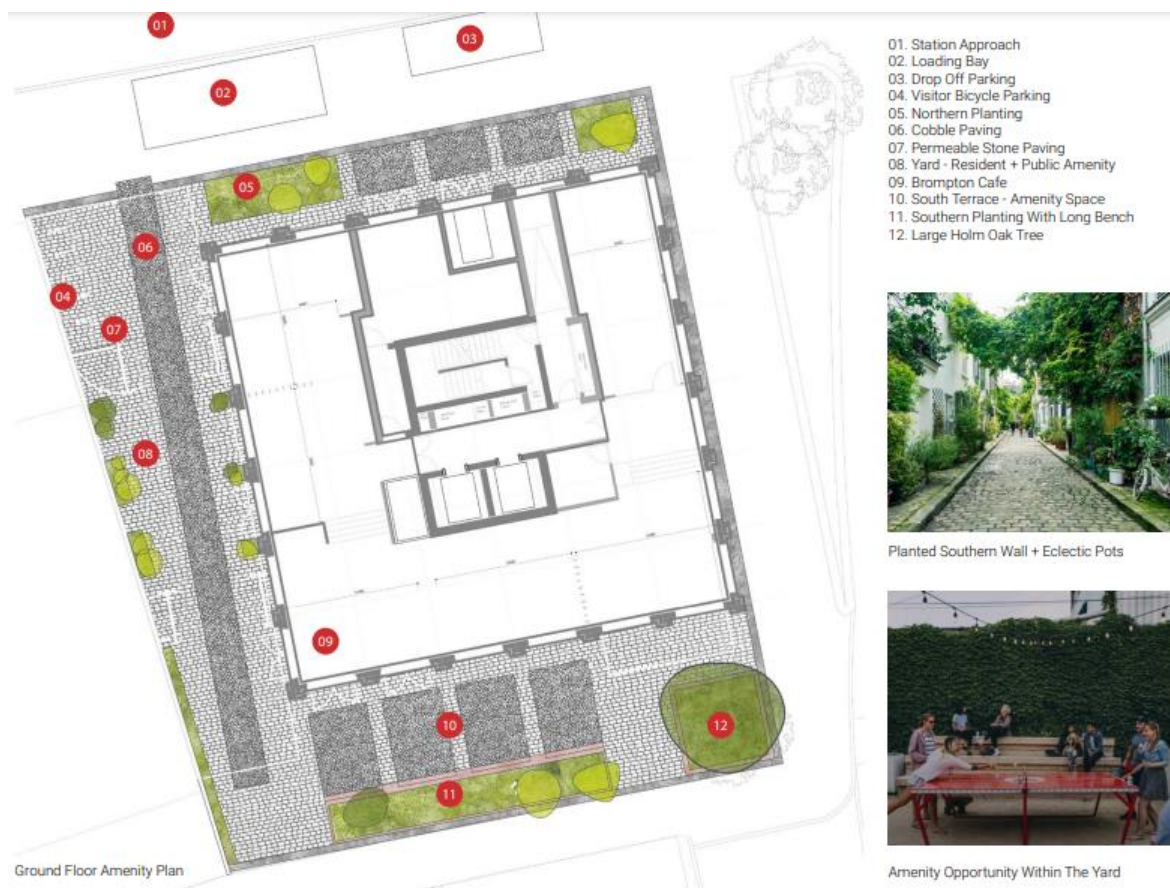 01
02
03
04
05
06
07
08
09
10
11
12
Ground Floor Amenity Plan
01. Station Approach
02. Loading Bay
03. Drop Off Parking
04. Visitor Bicycle Parking
05. Northern Planting
06. Cobble Paving
07. Permeable Stone Paving
08. Yard - Resident + Public Amenity
09. Brompton Cafe
10. South Terrace - Amenity Space
11. Southern Planting With Long Bench
12. Large Holm Oak Tree
Planted Southern Wall + Eclectic Pots
Amenity Opportunity Within The Yard